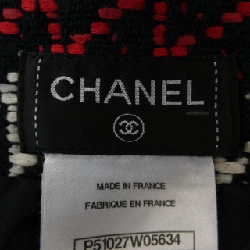 CHANEL
MADE IN FRANCE
FABRIQUE EN FRANCE
P51027W05634